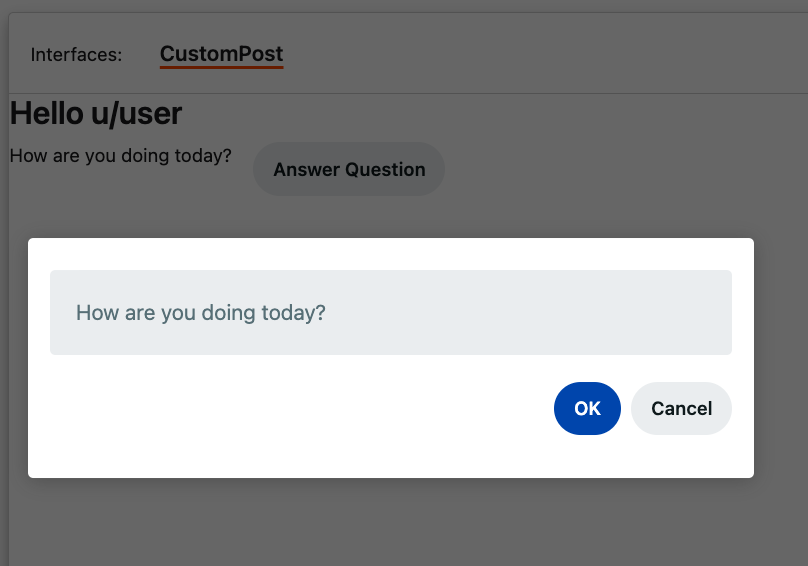 Interfaces: CustomPost
Hello u/user
How are you doing today? Answer Question
How are you doing today?
OK Cancel